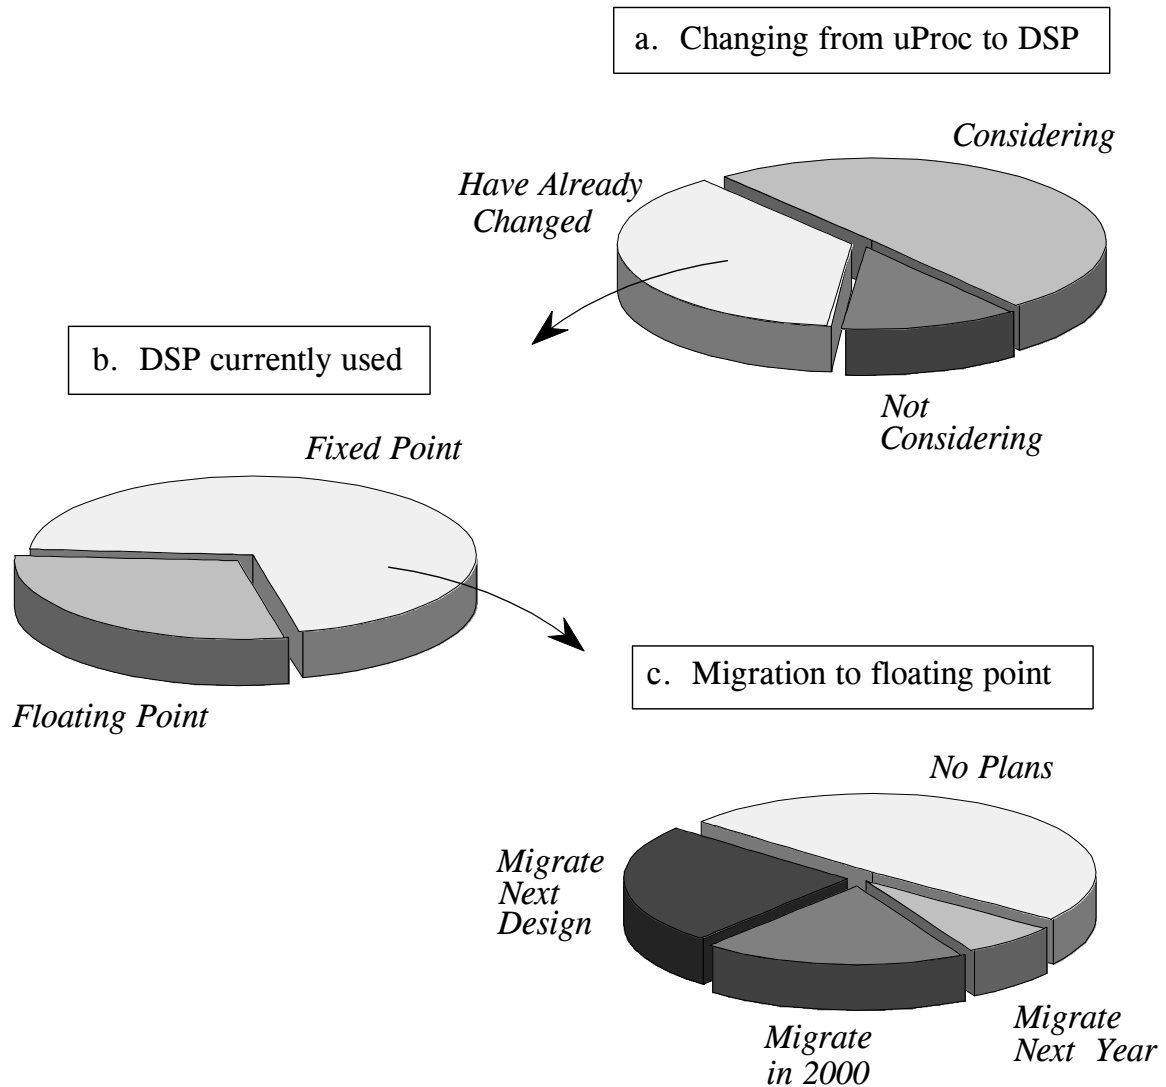 a. Changing from uProc to DSP
Considering
Have Already
Changed
Not
Considering
b. DSP currently used
Fixed Point
Floating Point
c. Migration to floating point
No Plans
Migrate
Next
Design
Migrate
in 2000
Migrate
Next Year